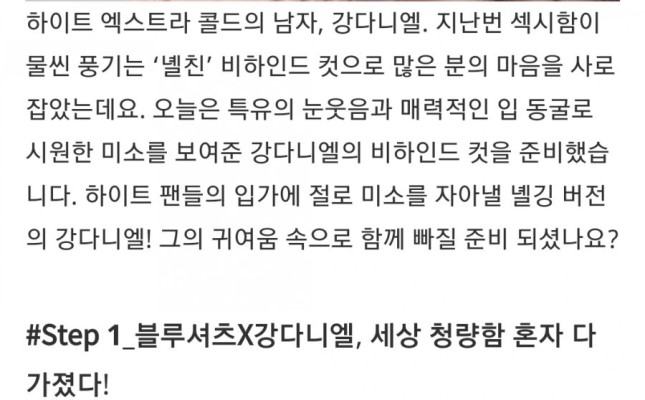 하이트 엑스트라 콜드의 남자, 강다니엘. 지난번 섹시함이
물씬 풍기는 ‘녤친’ 비하인드 컷으로 많은 분의 마음을 사로
잡았는데요. 오늘은 특유의 눈웃음과 매력적인 입 동굴로
시원한 미소를 보여준 강다니엘의 비하인드 컷을 준비했습
니다. 하이트 팬들의 입가에 절로 미소를 자아낼 녤깅 버전
의 강다니엘! 그의 귀여움 속으로 함께 빠질 준비 되셨나요?
#Step 1_블루셔츠X강다니엘, 세상 청량함 혼자 다
가졌다!